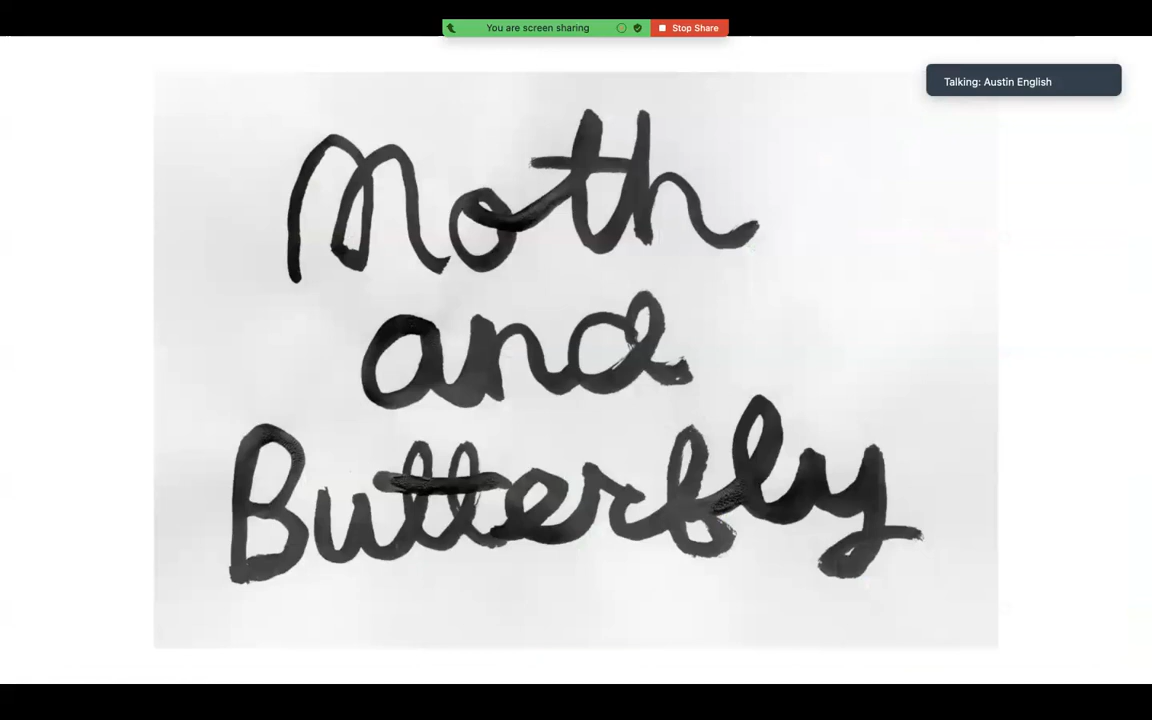 You are screen sharing Stop Share
Talking: Austin English
Moth
and
Butterfly